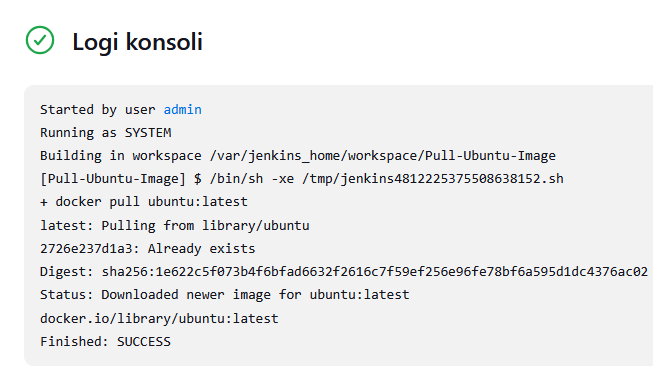 Logi konsoli
Started by user admin
Running as SYSTEM
Building in workspace /var/jenkins_home/workspace/Pull-Ubuntu-Image
[Pull-Ubuntu-Image] $ /bin/sh -xe /tmp/jenkins4812225375508638152.sh
+ docker pull ubuntu:latest
latest: Pulling from library/ubuntu
2726e237d1a3: Already exists
Digest: sha256:1e622c5f073b4f6bfad6632f2616c7f59ef256e96fe78bf6a595d1dc4376ac02
Status: Downloaded newer image for ubuntu:latest
docker.io/library/ubuntu:latest
Finished: SUCCESS